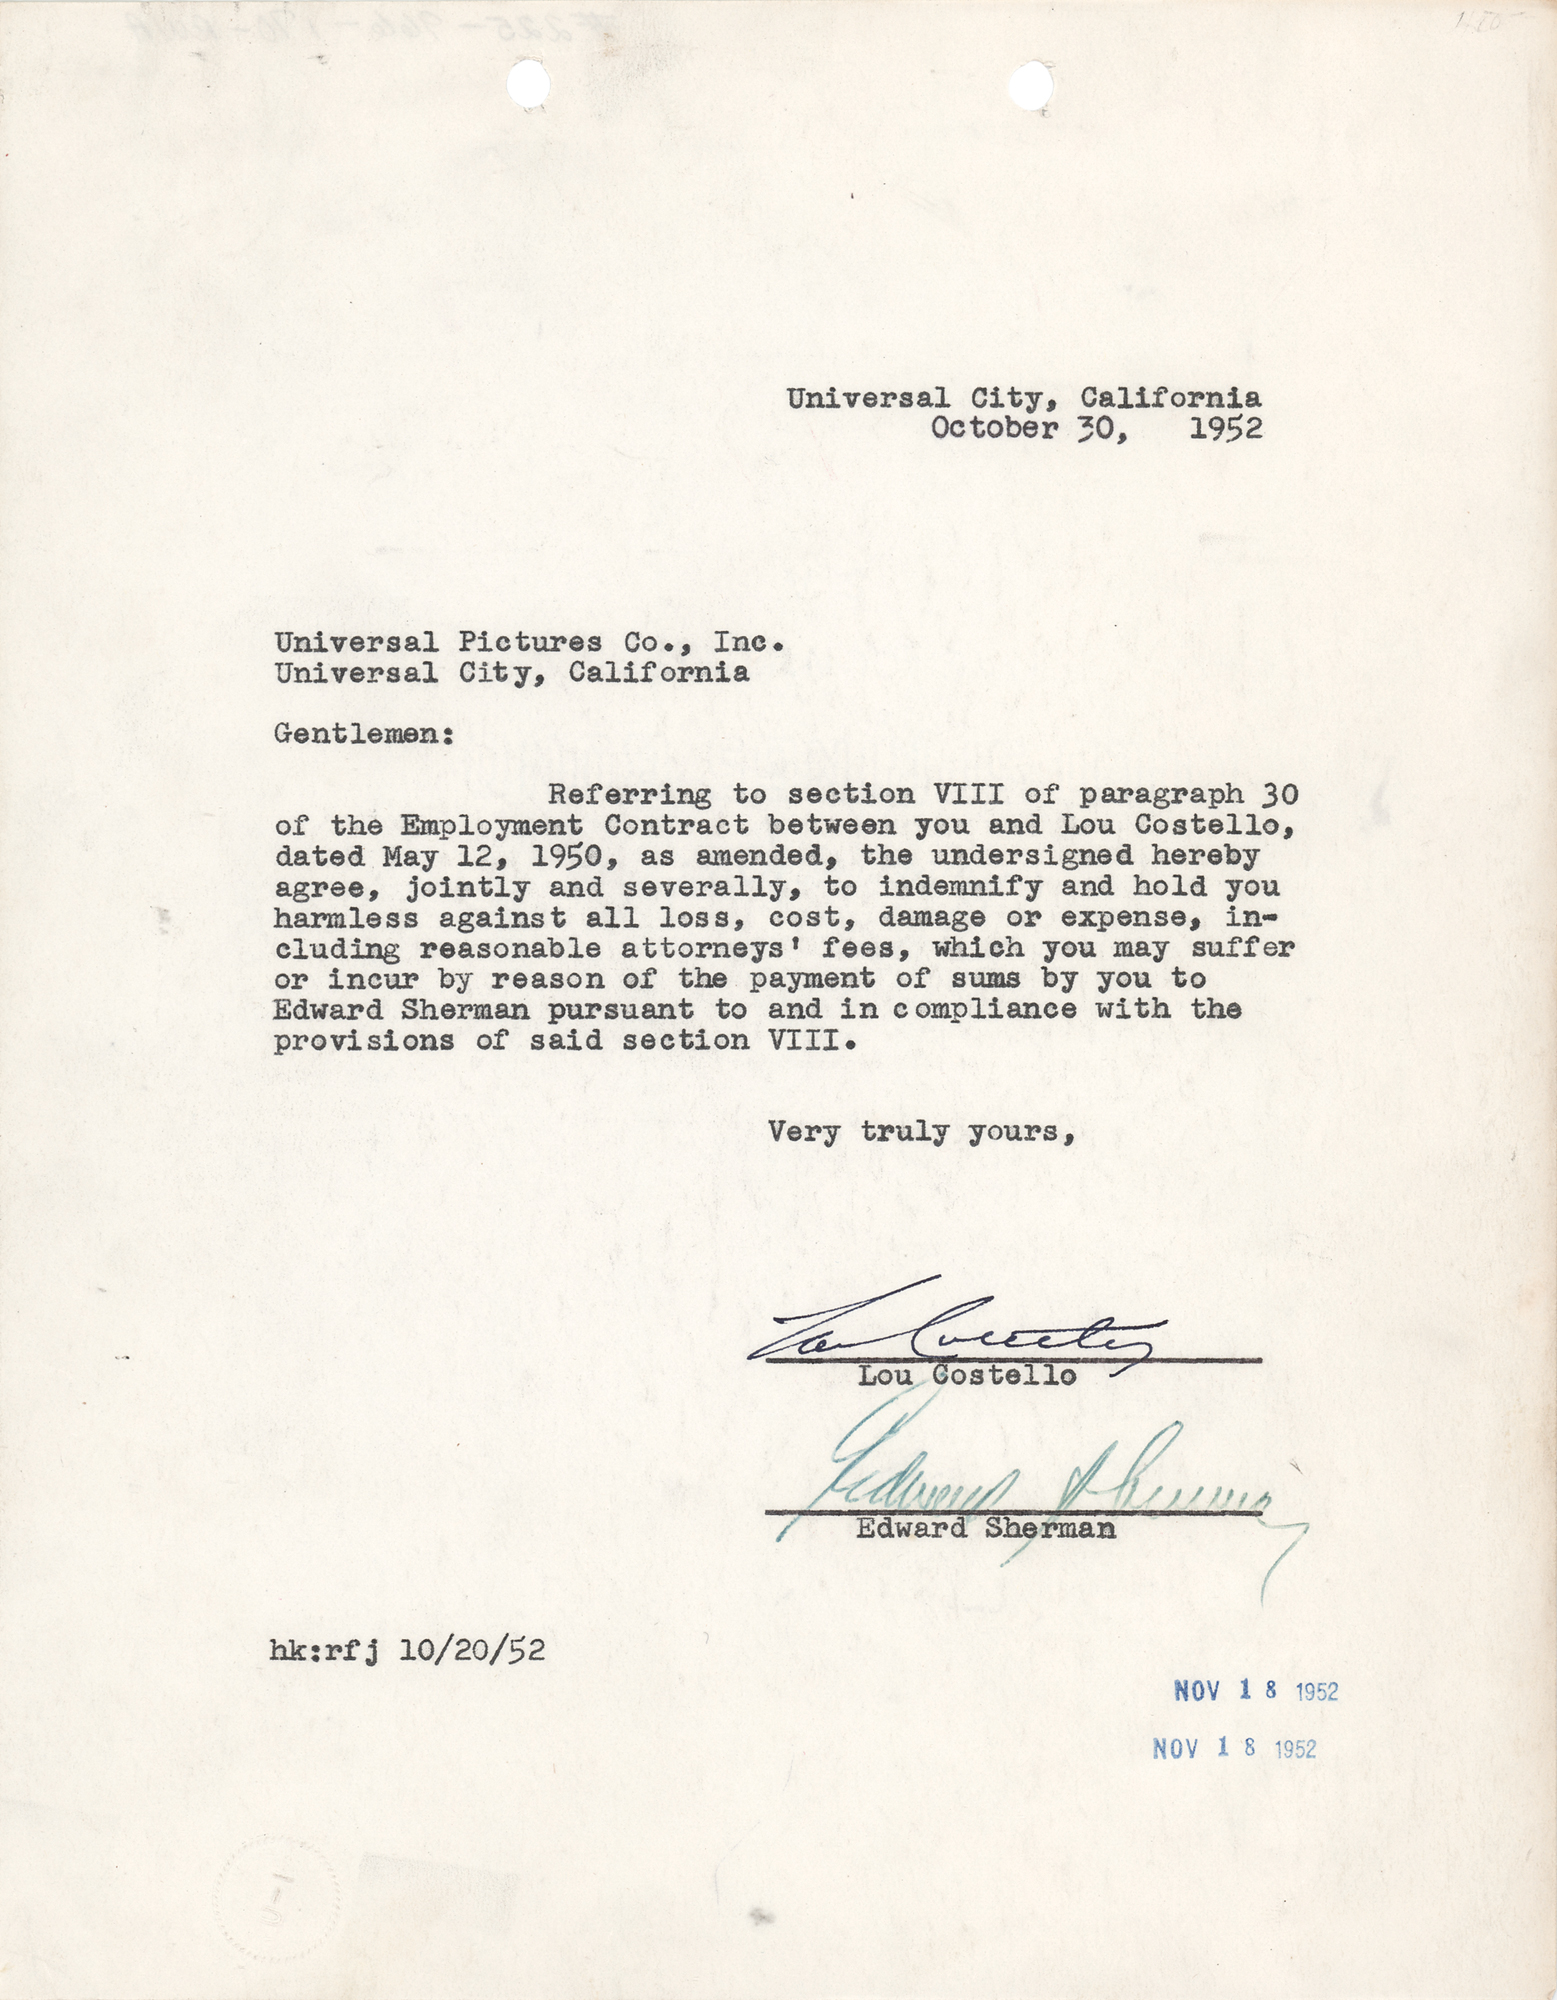 Universal City, California
October 30, 1952
Universal Pictures Co., Inc.
Universal City, California
Gentlemen:
Referring to section VIII of paragraph 30
of the Employment Contract between you and Lou Costello,
dated May 12, 1950, as amended, the undersigned hereby
agree, jointly and severally, to indemnify and hold you
harmless against all loss, cost, damage or expense, in-
cluding reasonable attorneys' fees, which you may suffer
or incur by reason of the payment of sums by you to
Edward Sherman pursuant to and in compliance with the
provisions of said section VIII.
Very truly yours,
Lou Costello
Lou Costello
Edward Sherman
Edward Sherman
hk:rfj 10/20/52
NOV 18 1952
NOV 18 1952